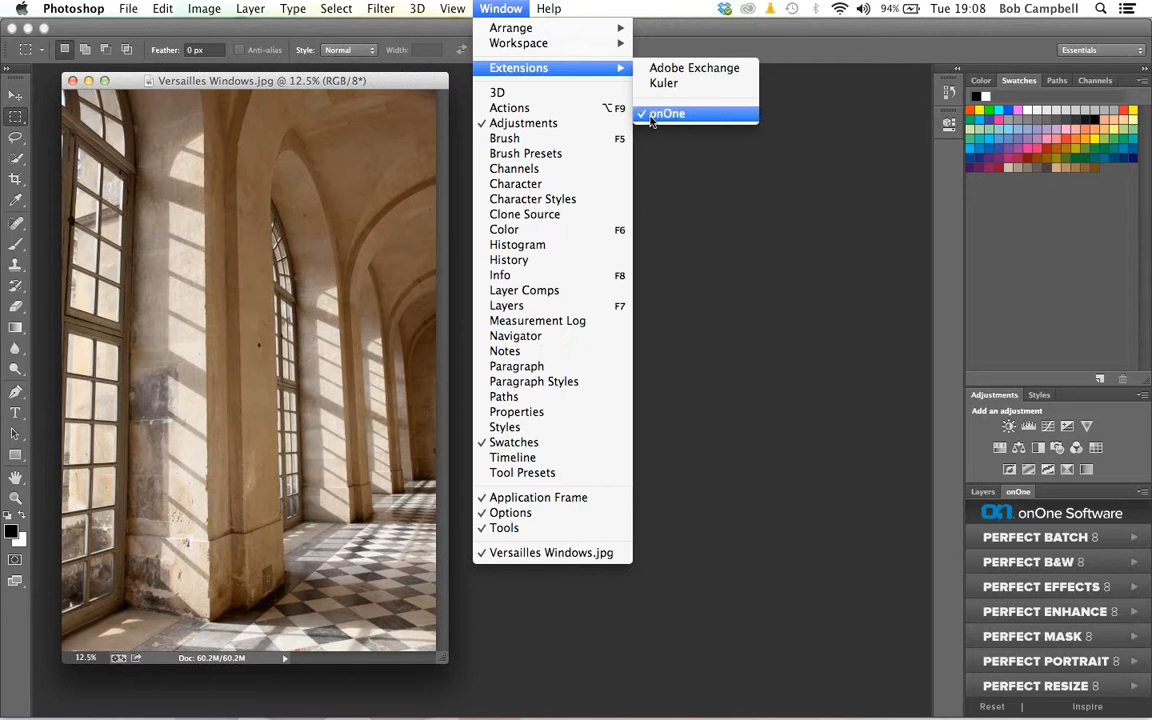 Photoshop File Edit Image Layer Type Select Filter 3D View Window Help 94% Tue 19:08 Bob Campbell
Feather: 0 px Anti-alias Style: Normal Width: Essentials
Versailles Windows.jpg @ 12.5% (RGB/8*)
Arrange
Workspace
Extensions
3D
Actions ⌥F9
Adjustments
Brush F5
Brush Presets
Channels
Character
Character Styles
Clone Source
Color F6
Histogram
History
Info F8
Layer Comps
Layers F7
Measurement Log
Navigator
Notes
Paragraph
Paragraph Styles
Paths
Properties
Styles
Swatches
Timeline
Tool Presets
Application Frame
Options
Tools
Versailles Windows.jpg
Adobe Exchange
Kuler
onOne
Color Swatches Paths Channels
Adjustments Styles
Add an adjustment
Layers onOne
on onOne Software
PERFECT BATCH 8
PERFECT B&W 8
PERFECT EFFECTS 8
PERFECT ENHANCE 8
PERFECT MASK 8
PERFECT PORTRAIT 8
PERFECT RESIZE 8
Reset | Inspire
12.5% Doc: 60.2M/60.2M